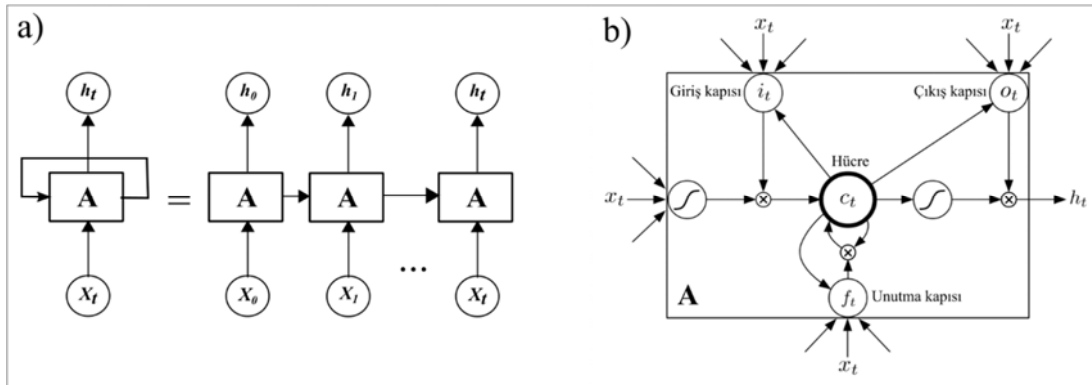 a)
h_t h_0 h_1 h_t
A = A A A
...
X_t X_0 X_1 X_t
b)
x_t x_t
Giriş kapısı i_t Çıkış kapısı o_t
Hücre
x_t c_t h_t
A f_t Unutma kapısı
x_t